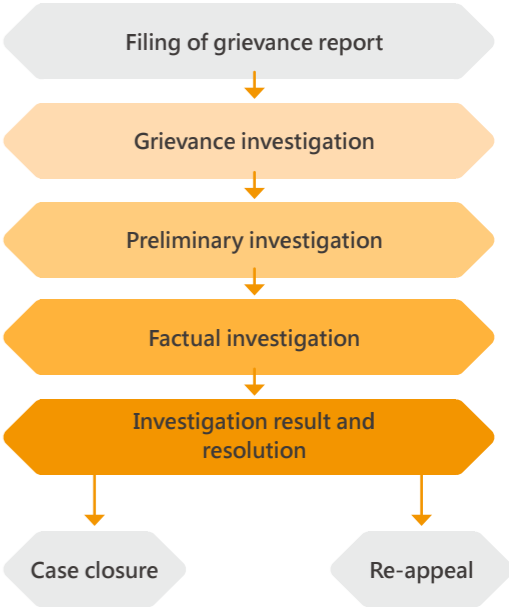 Filing of grievance report
Grievance investigation
Preliminary investigation
Factual investigation
Investigation result and
resolution
Case closure
Re-appeal